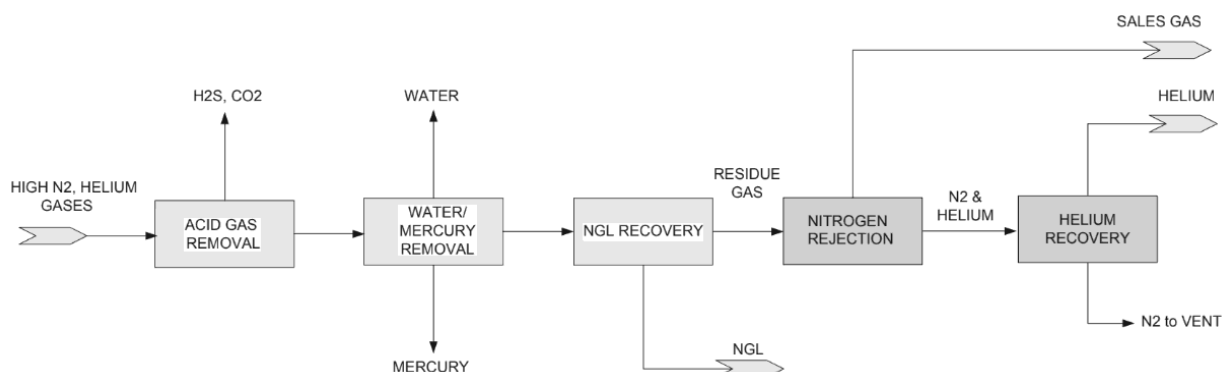 SALES GAS
H2S, CO2
WATER
HELIUM
HIGH N2, HELIUM
GASES
ACID GAS
REMOVAL
WATER/
MERCURY
REMOVAL
NGL RECOVERY
RESIDUE
GAS
NITROGEN
REJECTION
N2 &
HELIUM
HELIUM
RECOVERY
N2 to VENT
MERCURY
NGL